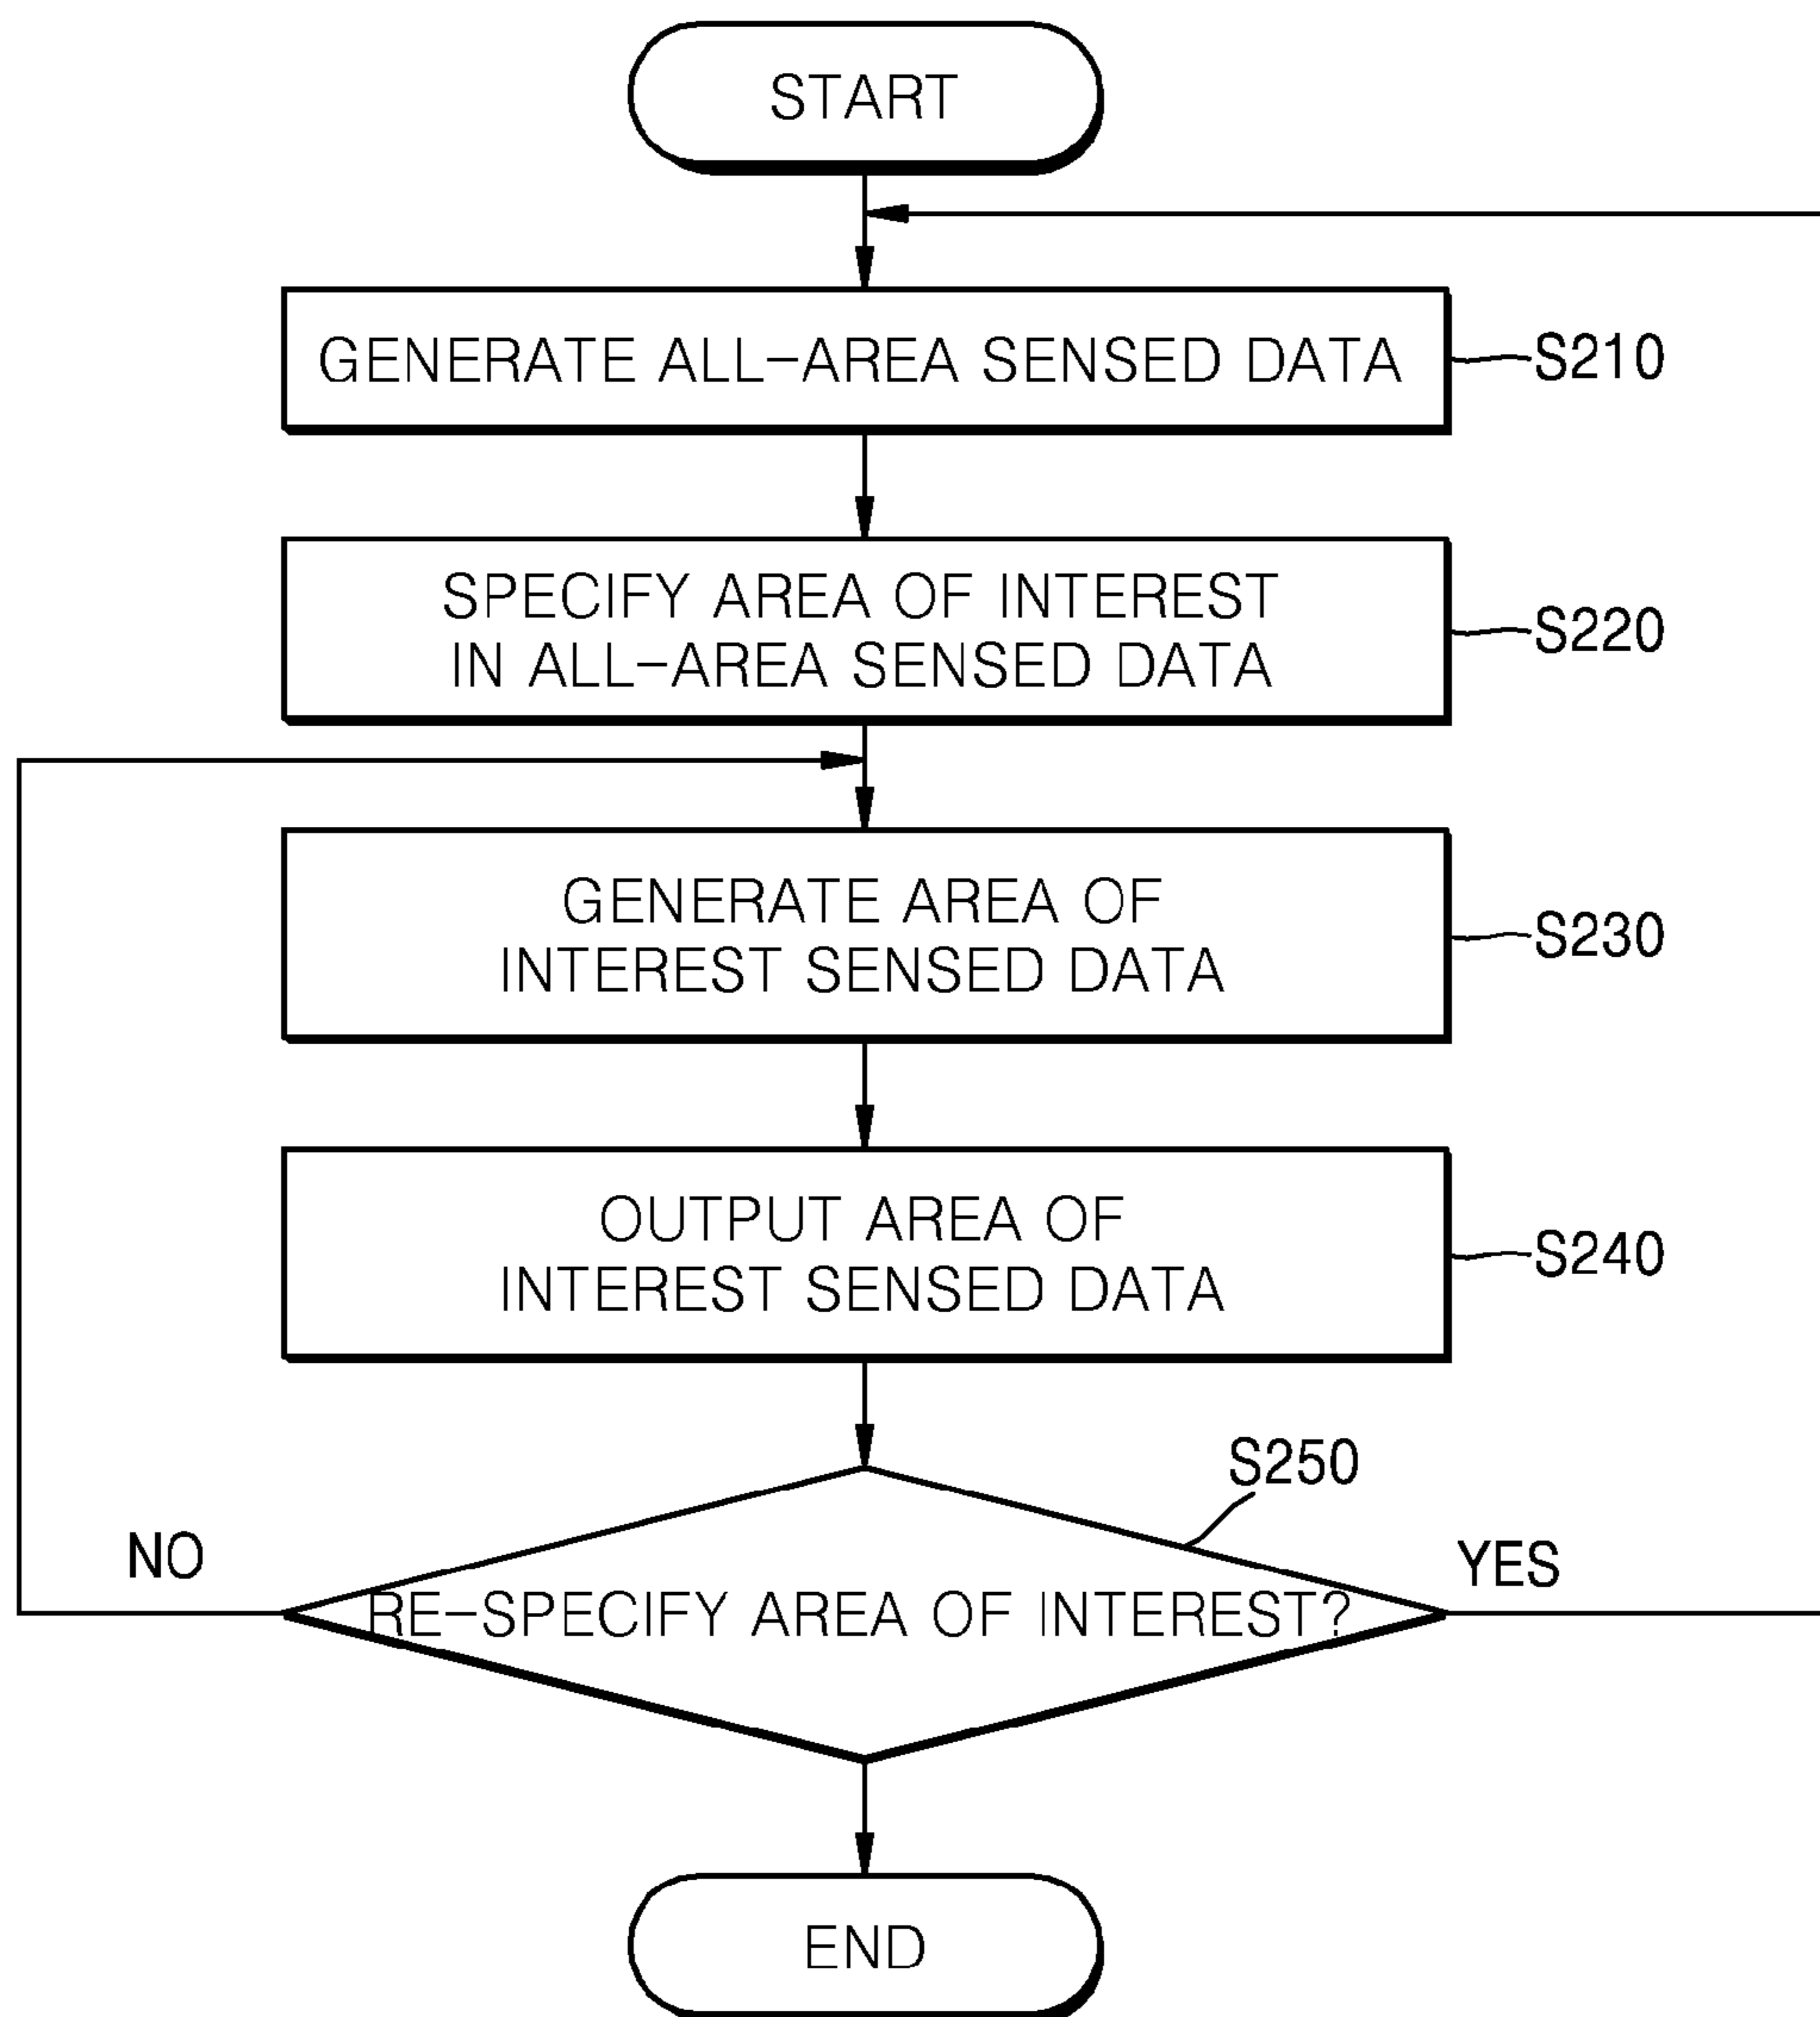 START
GENERATE ALL-AREA SENSED DATA
S210
SPECIFY AREA OF INTEREST
IN ALL-AREA SENSED DATA
S220
GENERATE AREA OF
INTEREST SENSED DATA
S230
OUTPUT AREA OF
INTEREST SENSED DATA
S240
S250
NO
YES
RE-SPECIFY AREA OF INTEREST?
END